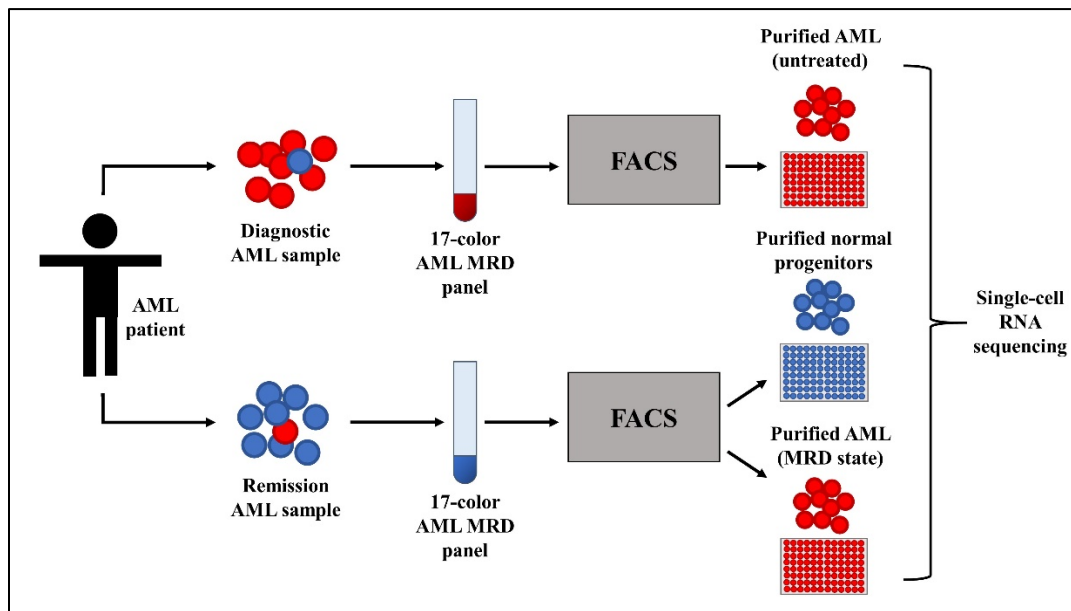 Purified AML
(untreated)
FACS
Diagnostic
AML sample
17-color
AML MRD
panel
Purified normal
progenitors
AML
patient
Single-cell
RNA
sequencing
FACS
Purified AML
(MRD state)
Remission
AML sample
17-color
AML MRD
panel